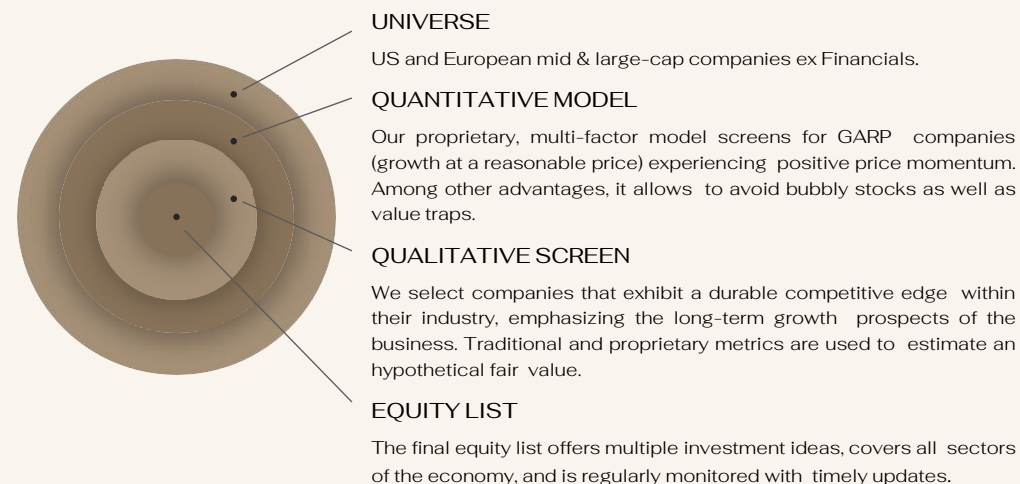 UNIVERSE
US and European mid & large-cap companies ex Financials.
QUANTITATIVE MODEL
Our proprietary, multi-factor model screens for GARP companies
(growth at a reasonable price) experiencing positive price momentum.
Among other advantages, it allows to avoid bubbly stocks as well as
value traps.
QUALITATIVE SCREEN
We select companies that exhibit a durable competitive edge within
their industry, emphasizing the long-term growth prospects of the
business. Traditional and proprietary metrics are used to estimate an
hypothetical fair value.
EQUITY LIST
The final equity list offers multiple investment ideas, covers all sectors
of the economy, and is regularly monitored with timely updates.